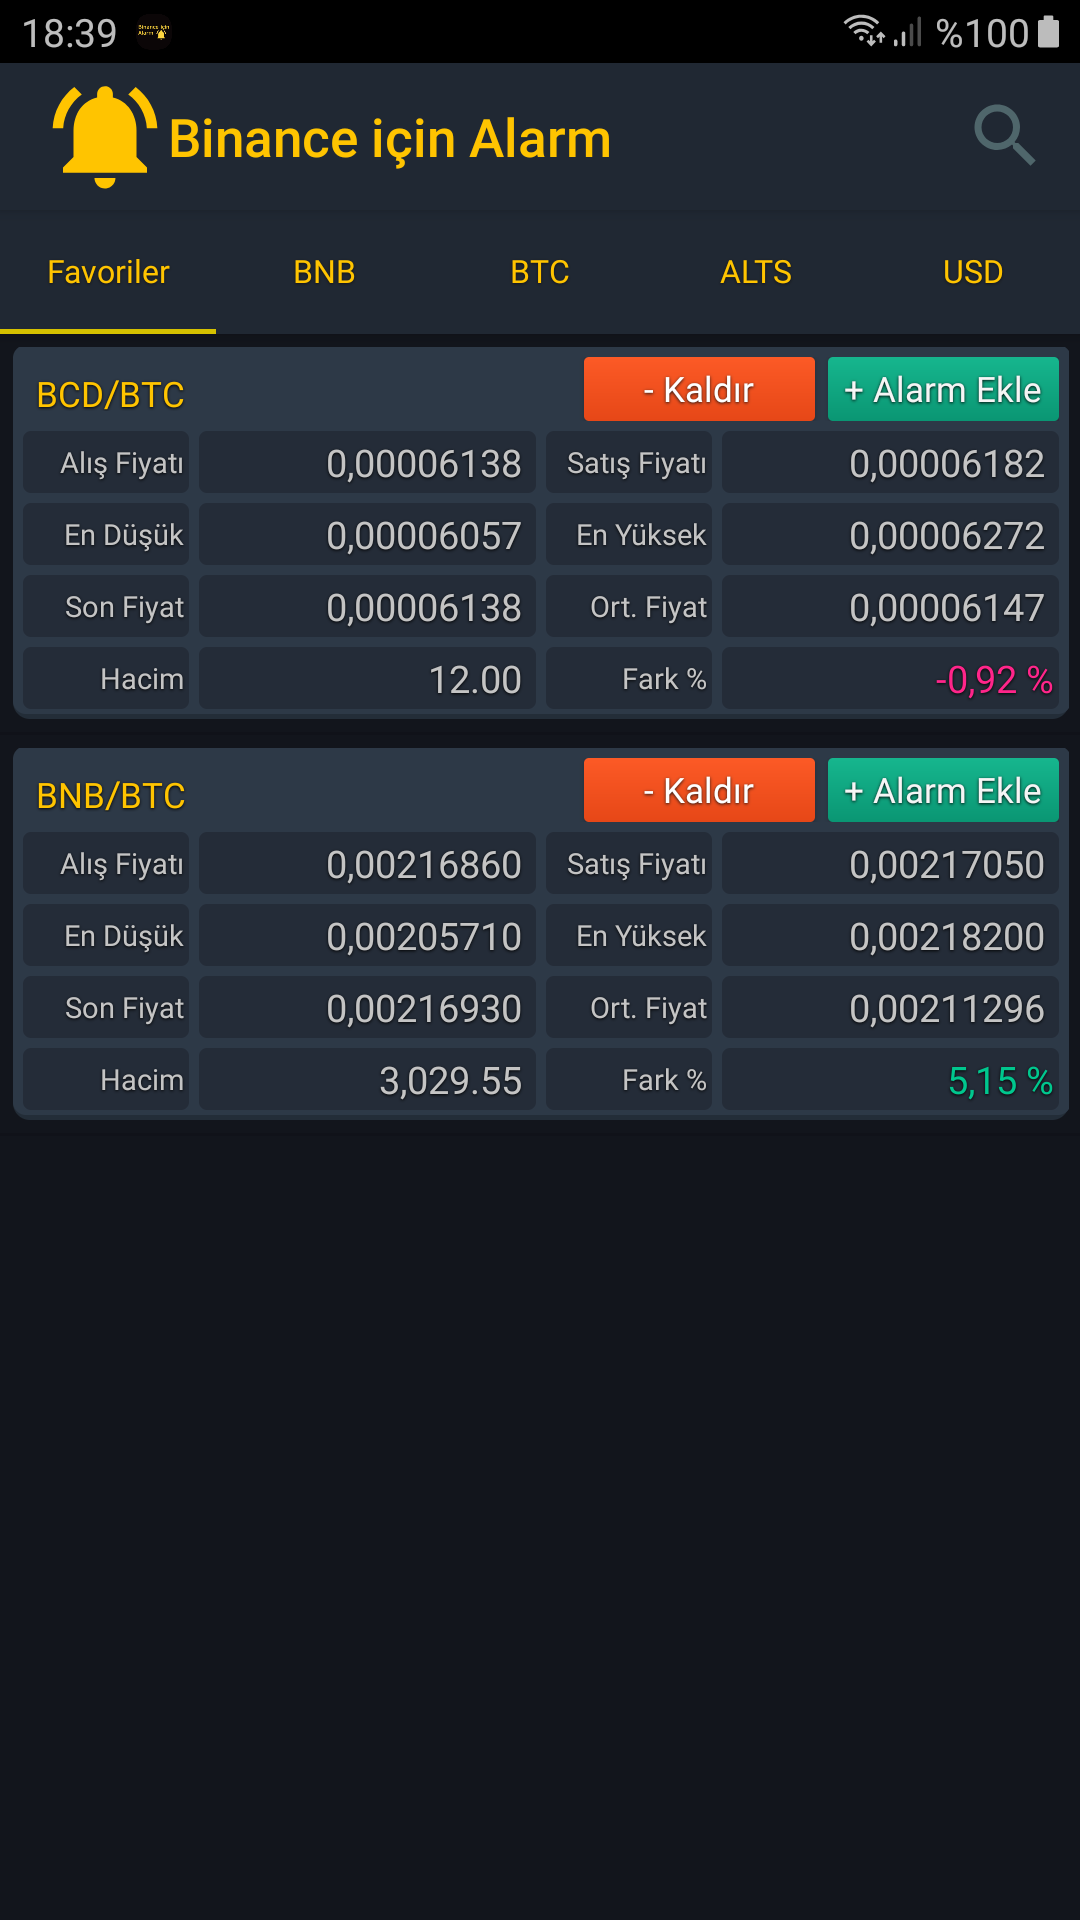 18:39 Binance için Alarm %100
Binance için Alarm
Favoriler BNB BTC ALTS USD
BCD/BTC - Kaldır + Alarm Ekle
Alış Fiyatı 0,00006138 Satış Fiyatı 0,00006182
En Düşük 0,00006057 En Yüksek 0,00006272
Son Fiyat 0,00006138 Ort. Fiyat 0,00006147
Hacim 12.00 Fark % -0,92 %
BNB/BTC - Kaldır + Alarm Ekle
Alış Fiyatı 0,00216860 Satış Fiyatı 0,00217050
En Düşük 0,00205710 En Yüksek 0,00218200
Son Fiyat 0,00216930 Ort. Fiyat 0,00211296
Hacim 3,029.55 Fark % 5,15 %